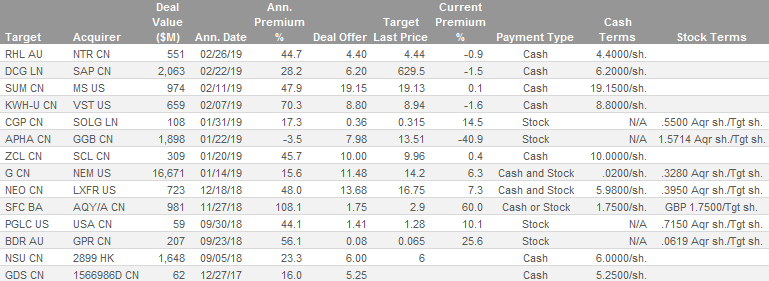 Target Acquirer Deal Value ($M) Ann. Date Ann. Premium % Deal Offer Target Last Price Current Premium % Payment Type Cash Terms Stock Terms
RHL AU NTR CN 551 02/26/19 44.7 4.40 4.44 -0.9 Cash 4.4000/sh.
DCG LN SAP CN 2,063 02/22/19 28.2 6.20 629.5 -1.5 Cash 6.2000/sh.
SUM CN MS US 974 02/11/19 47.9 19.15 19.13 0.1 Cash 19.1500/sh.
KWH-U CN VST US 659 02/07/19 70.3 8.80 8.94 -1.6 Cash 8.8000/sh.
CGP CN SOLG LN 108 01/31/19 17.3 0.36 0.315 14.5 Stock N/A .5500 Aqr sh./Tgt sh.
APHA CN GGB CN 1,898 01/22/19 -3.5 7.98 13.51 -40.9 Stock N/A 1.5714 Aqr sh./Tgt sh.
ZCL CN SCL CN 309 01/20/19 45.7 10.00 9.96 0.4 Cash 10.0000/sh.
G CN NEM US 16,671 01/14/19 15.6 11.48 14.2 6.3 Cash and Stock .0200/sh. .3280 Aqr sh./Tgt sh.
NEO CN LXFR US 723 12/18/18 48.0 13.68 16.75 7.3 Cash and Stock 5.9800/sh. .3950 Aqr sh./Tgt sh.
SFC BA AQY/A CN 981 11/27/18 108.1 1.75 2.9 60.0 Cash or Stock 1.7500/sh. GBP 1.7500/Tgt sh.
PGLC US USA CN 59 09/30/18 44.1 1.41 1.28 10.1 Stock N/A .7150 Aqr sh./Tgt sh.
BDR AU GPR CN 207 09/23/18 56.1 0.08 0.065 25.6 Stock N/A .0619 Aqr sh./Tgt sh.
NSU CN 2899 HK 1,648 09/05/18 23.3 6.00 6 Cash 6.0000/sh.
GDS CN 1566986D CN 62 12/27/17 16.0 5.25 Cash 5.2500/sh.